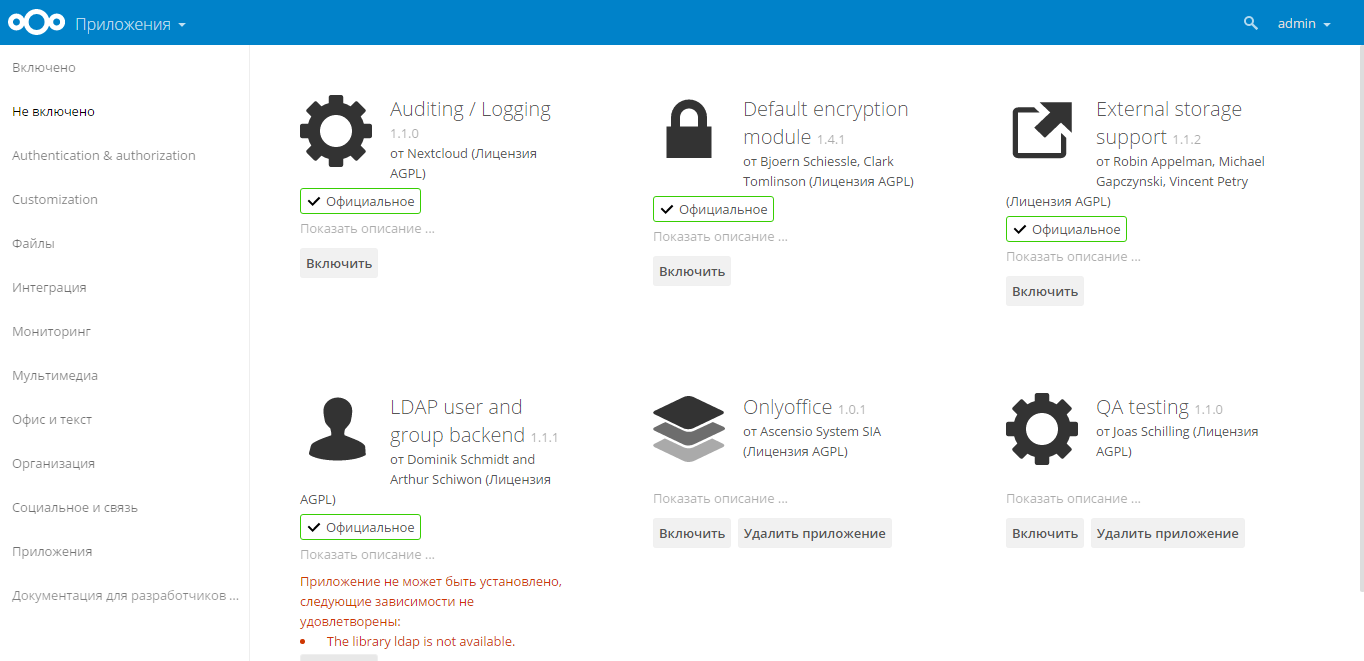 Приложения
admin
Включено
Не включено
Authentication & authorization
Customization
Файлы
Интеграция
Мониторинг
Мультимедиа
Офис и текст
Организация
Социальное и связь
Приложения
Документация для разработчиков ...
Auditing / Logging
1.1.0
от Nextcloud (Лицензия
AGPL)
Официальное
Показать описание ...
Включить
Default encryption
module 1.4.1
от Bjoern Schiessle, Clark
Tomlinson (Лицензия AGPL)
Официальное
Показать описание ...
Включить
External storage
support 1.1.2
от Robin Appelman, Michael
Gapczynski, Vincent Petry
(Лицензия AGPL)
Официальное
Показать описание ...
Включить
LDAP user and
group backend 1.1.1
от Dominik Schmidt and
Arthur Schiwon (Лицензия
AGPL)
Официальное
Показать описание ...
Приложение не может быть установлено,
следующие зависимости не
удовлетворены:
The library ldap is not available.
Onlyoffice 1.0.1
от Ascensio System SIA
(Лицензия AGPL)
Показать описание ...
Включить Удалить приложение
QA testing 1.1.0
от Joas Schilling (Лицензия
AGPL)
Показать описание ...
Включить Удалить приложение